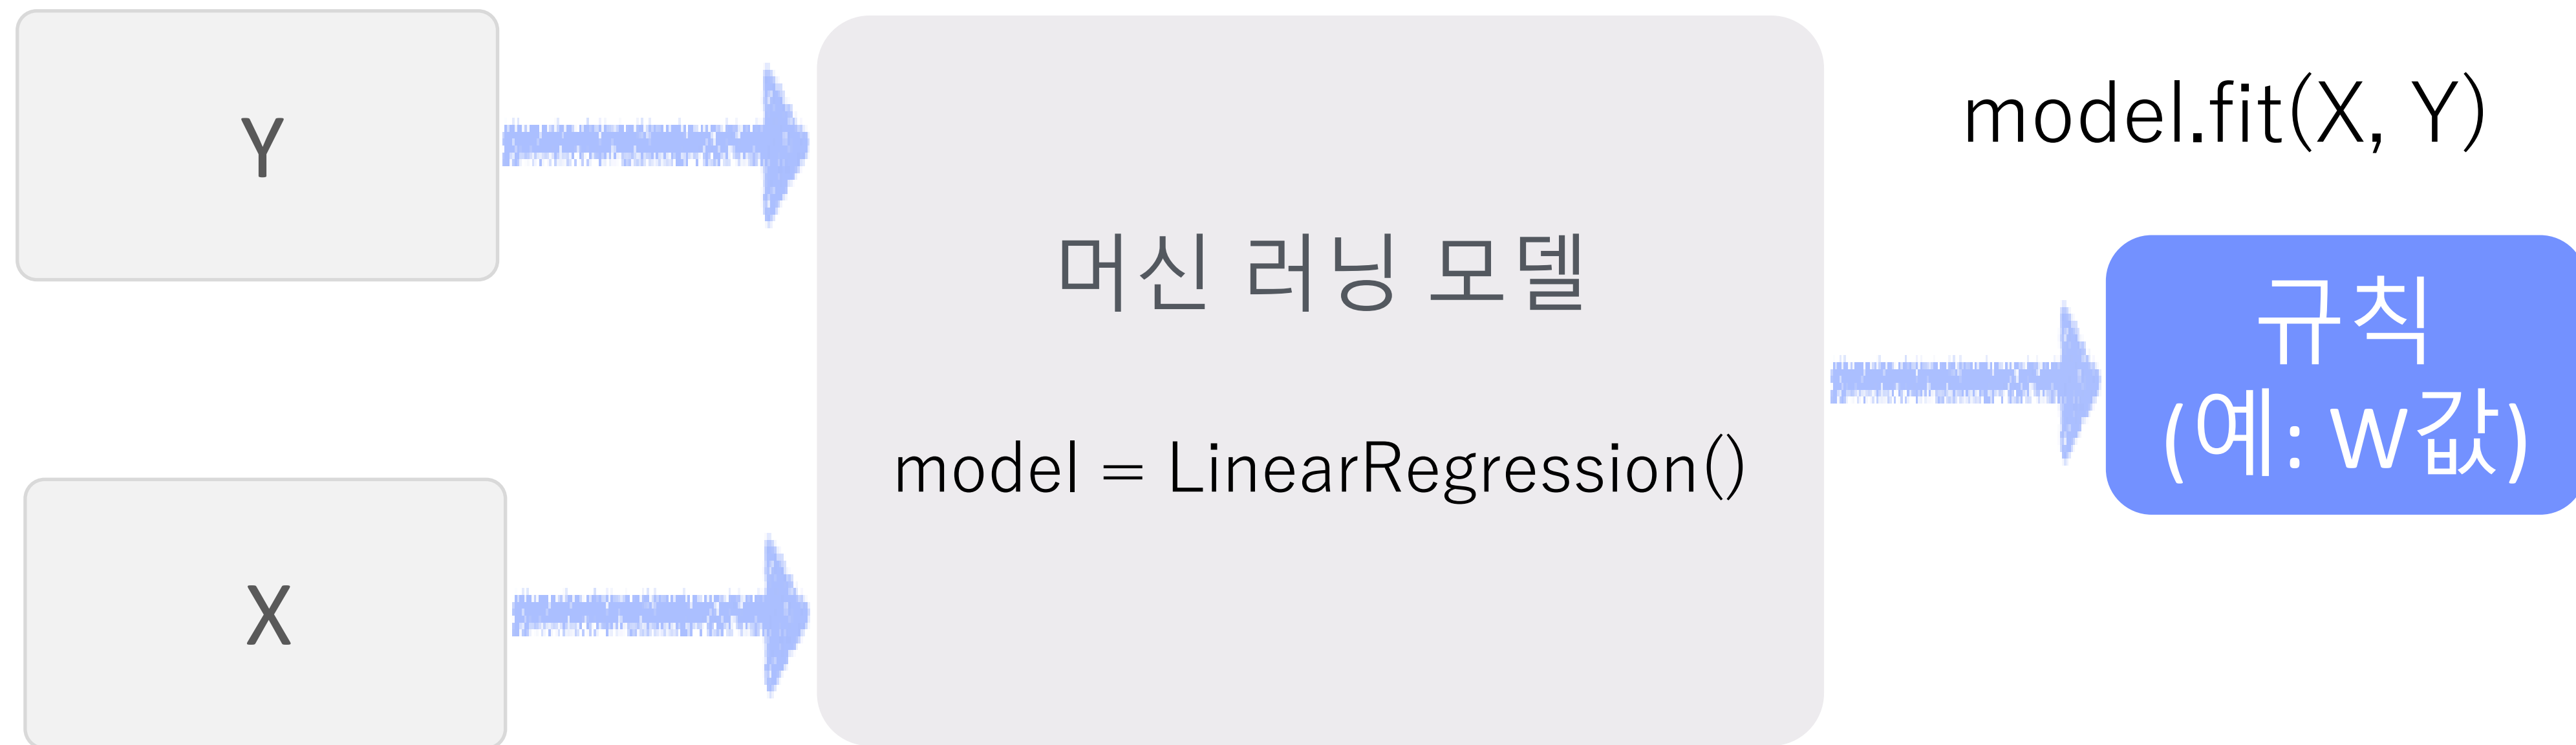 Y
X
머신 러닝 모델
model = LinearRegression()
model.fit(X, Y)
규칙
(예: W값)